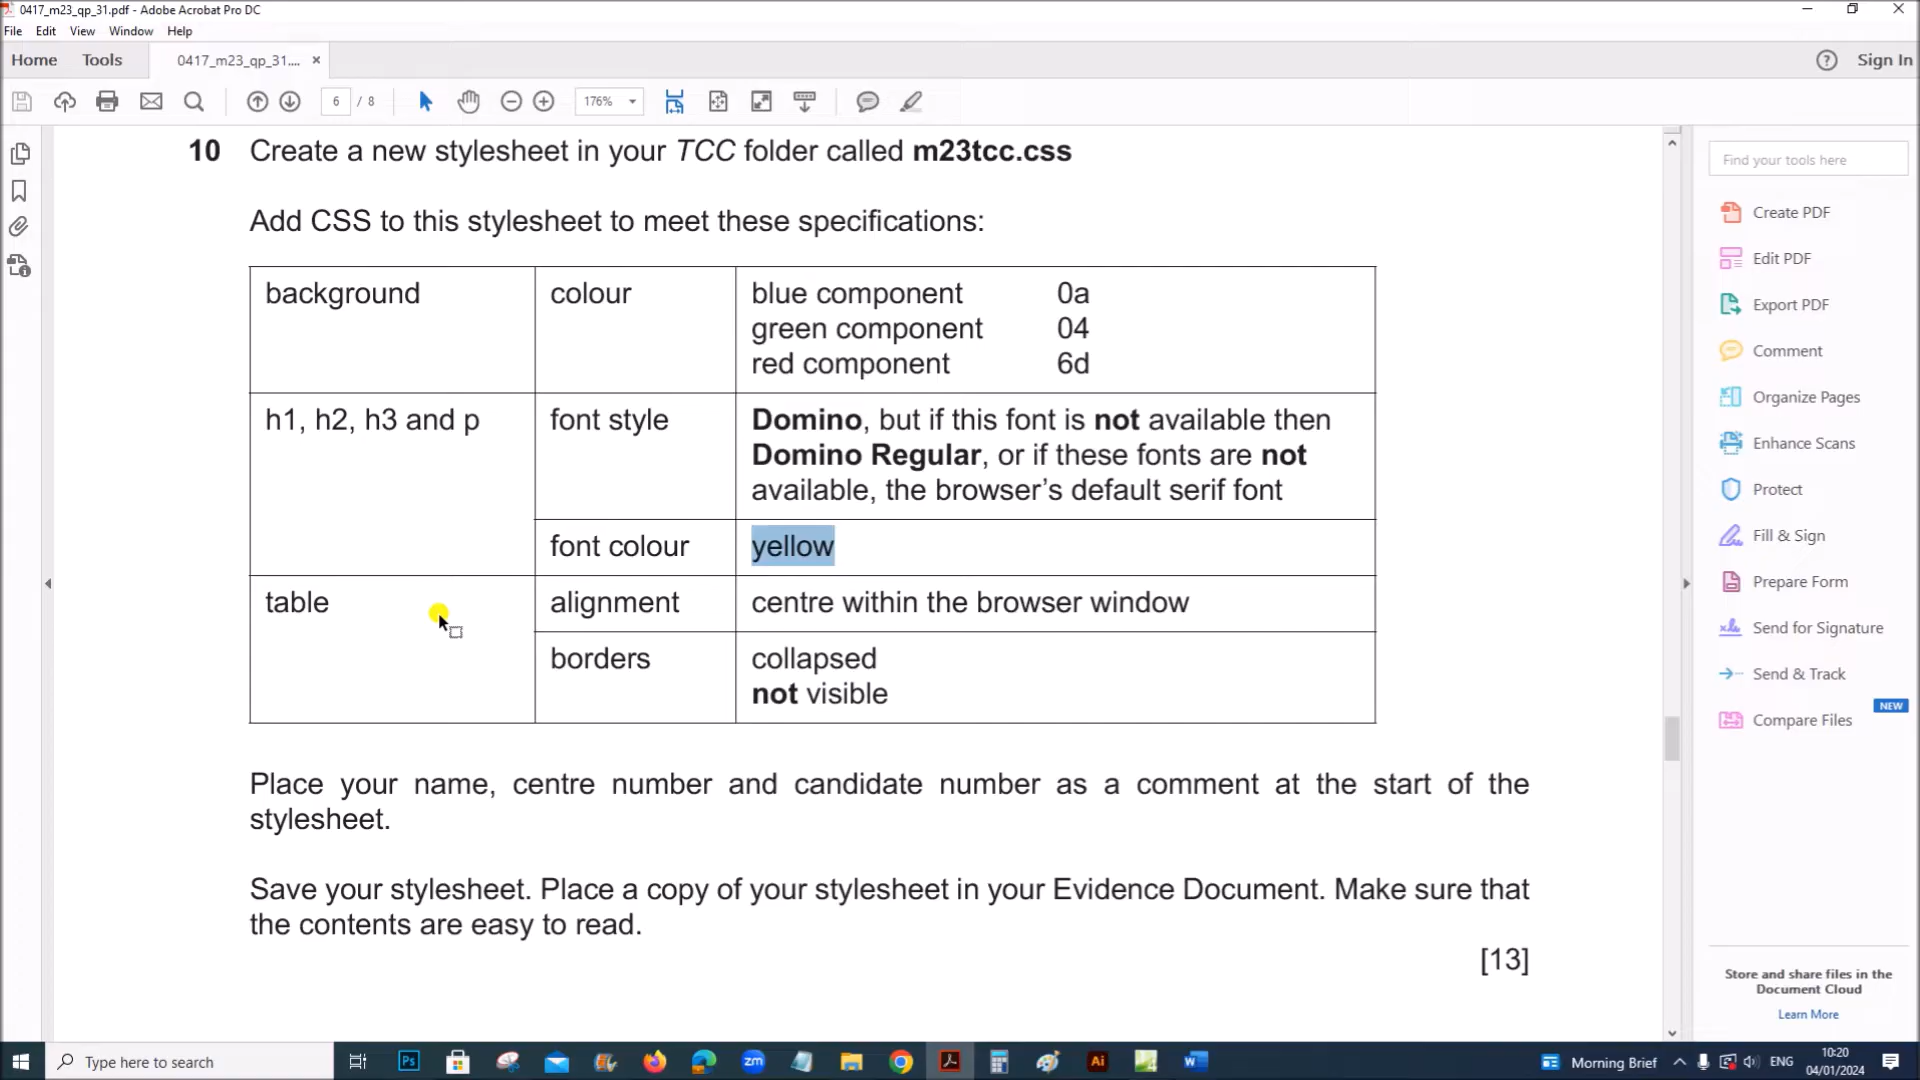 0417_m23_qp_31.pdf - Adobe Acrobat Pro DC
File Edit View Window Help
Home Tools 0417_m23_qp_31.... × Sign In
6 / 8 176%
10 Create a new stylesheet in your TCC folder called m23tcc.css
Add CSS to this stylesheet to meet these specifications:
background colour blue component 0a
green component 04
red component 6d
h1, h2, h3 and p font style Domino, but if this font is not available then
Domino Regular, or if these fonts are not
available, the browser’s default serif font
font colour yellow
table alignment centre within the browser window
borders collapsed
not visible
Place your name, centre number and candidate number as a comment at the start of the
stylesheet.
Save your stylesheet. Place a copy of your stylesheet in your Evidence Document. Make sure that
the contents are easy to read.
[13]
Find your tools here
Create PDF
Edit PDF
Export PDF
Comment
Organize Pages
Enhance Scans
Protect
Fill & Sign
Prepare Form
Send for Signature
Send & Track
NEW
Compare Files
Store and share files in the
Document Cloud
Learn More
Type here to search
Ps
zm
Ai
W
Morning Brief
ENG
10:20
04/01/2024